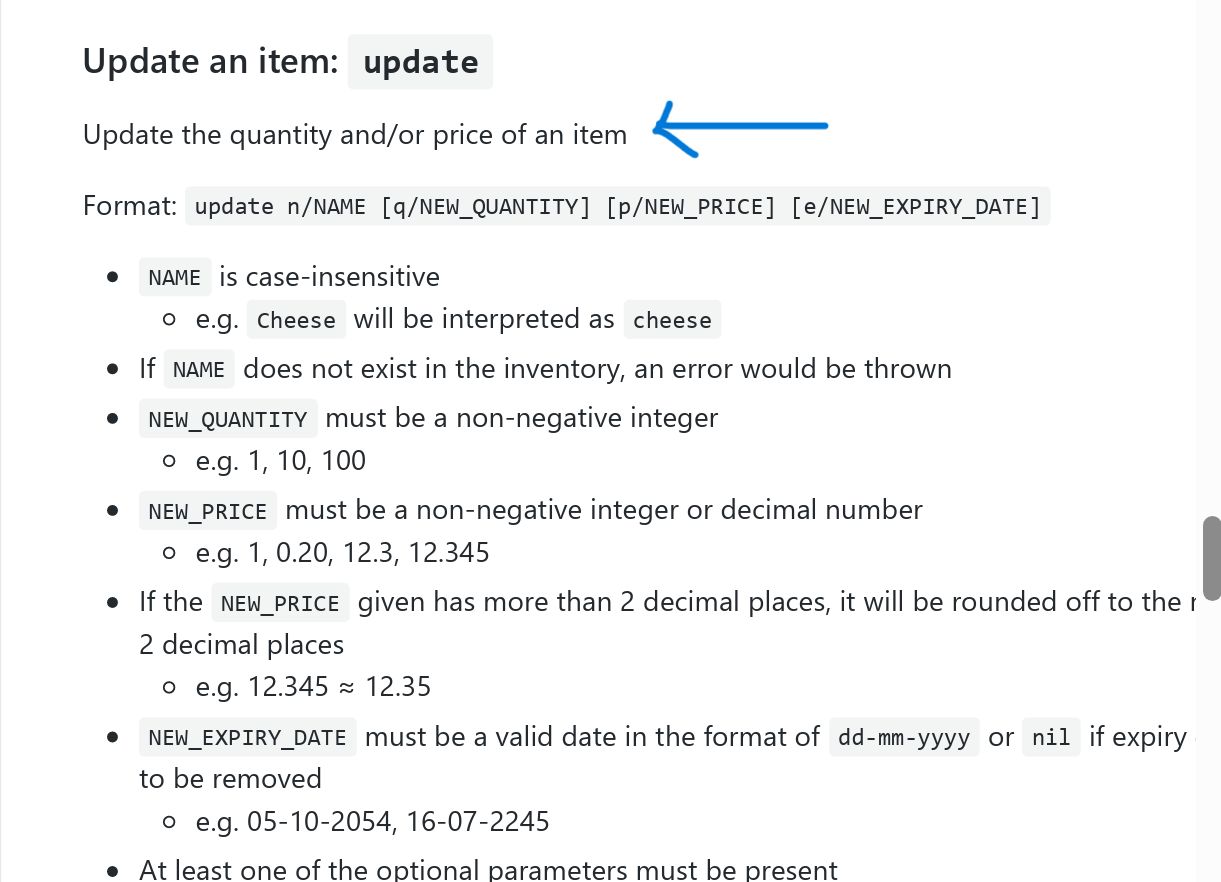 Update an item: update
Update the quantity and/or price of an item
Format: update n/NAME [q/NEW_QUANTITY] [p/NEW_PRICE] [e/NEW_EXPIRY_DATE]
NAME is case-insensitive
e.g. Cheese will be interpreted as cheese
If NAME does not exist in the inventory, an error would be thrown
NEW_QUANTITY must be a non-negative integer
e.g. 1, 10, 100
NEW_PRICE must be a non-negative integer or decimal number
e.g. 1, 0.20, 12.3, 12.345
If the NEW_PRICE given has more than 2 decimal places, it will be rounded off to the
2 decimal places
e.g. 12.345 ≈ 12.35
NEW_EXPIRY_DATE must be a valid date in the format of dd-mm-yyyy or nil if expiry
to be removed
e.g. 05-10-2054, 16-07-2245
At least one of the optional parameters must be present